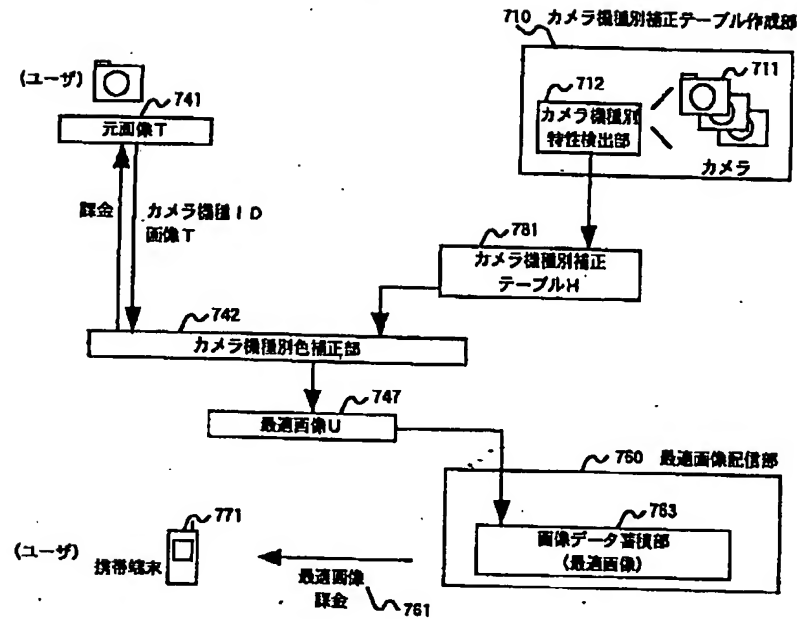 710 カメラ機種別補正テーブル作成部
(ユーザ)
741
元画像T
712
カメラ機種別
特性検出部
711
カメラ
課金
カメラ機種ID
画像T
781
カメラ機種別補正
テーブルH
742
カメラ機種別色補正部
747
最適画像U
760 最適画像配信部
763
画像データ蓄積部
(最適画像)
(ユーザ)
771
携帯端末
最適画像
課金
761